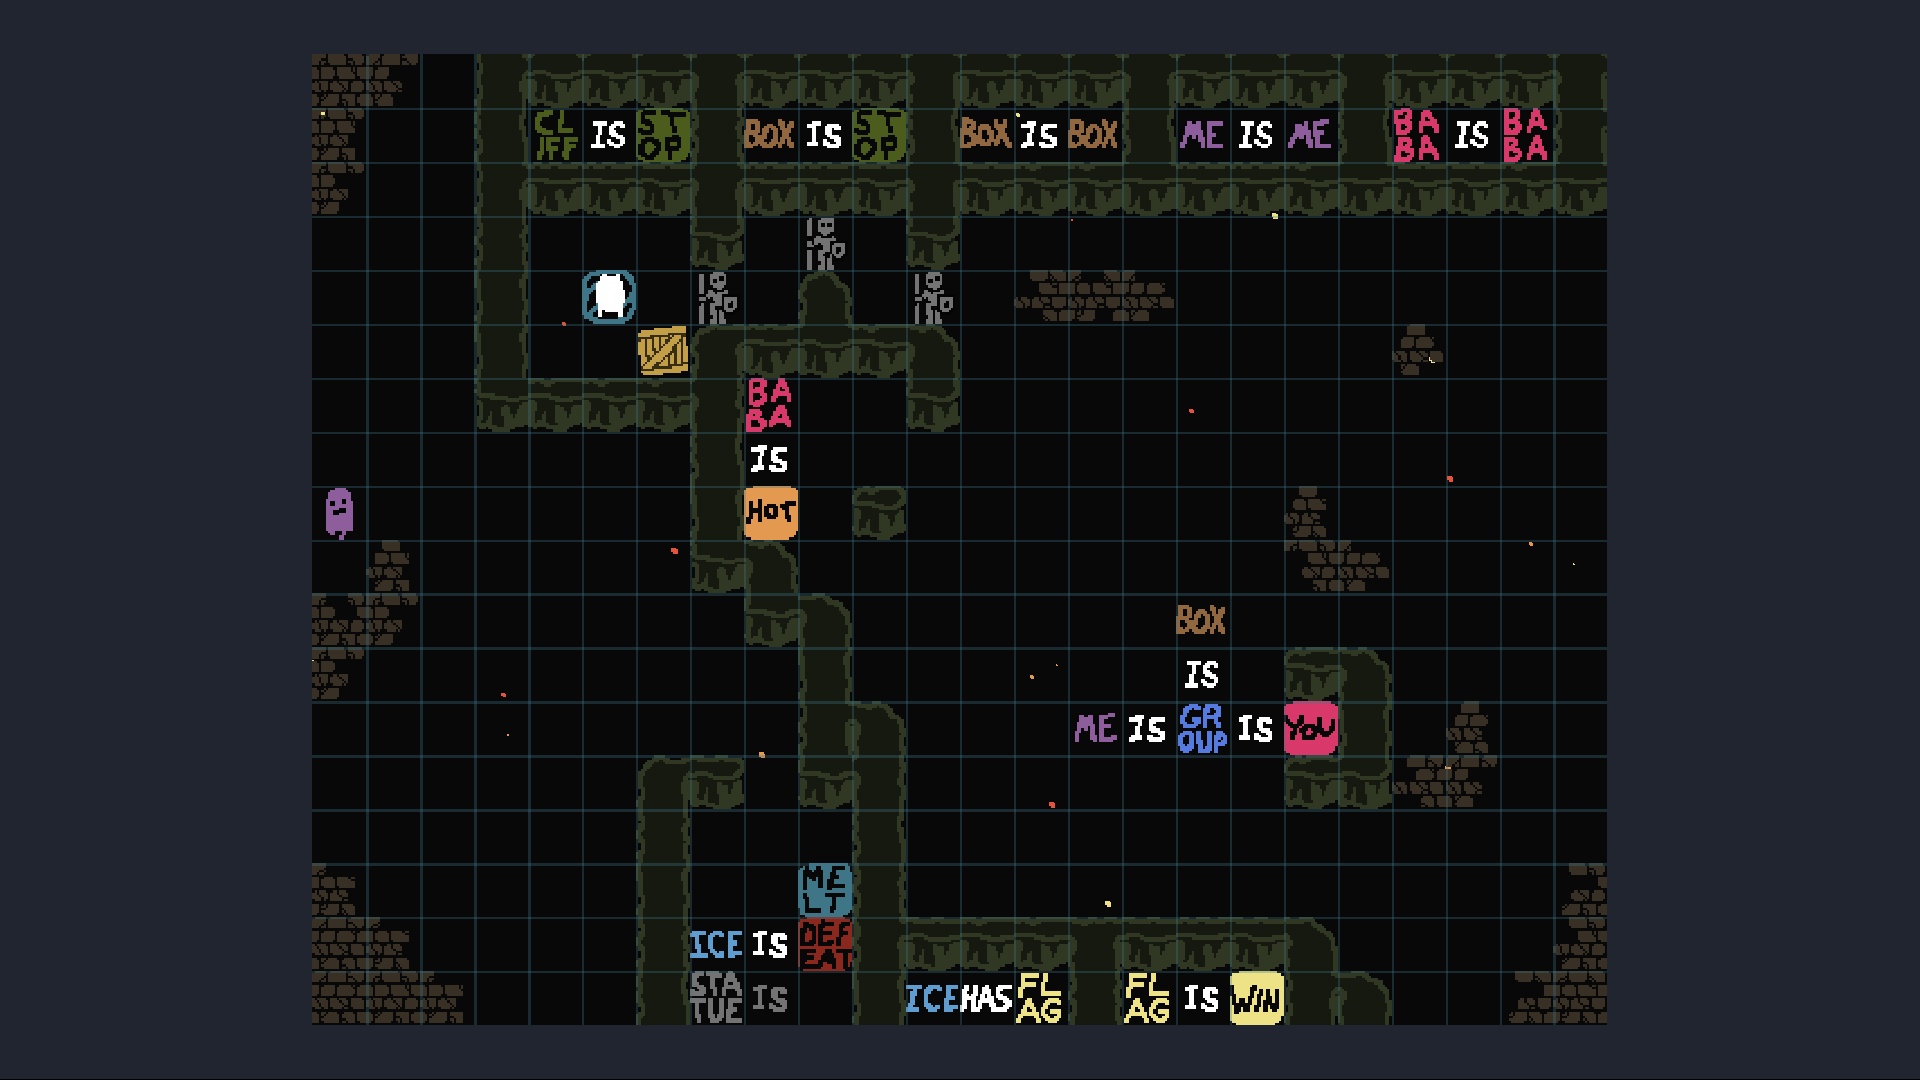 CLIFF IS STOP BOX IS STOP BOX IS BOX ME IS ME BABA IS BABA
BABA
IS
HOT
BOX
IS
ME IS GROUP IS YOU
MELT
ICE IS DEFEAT
STATUE IS ICE HAS FLAG FLAG IS WIN